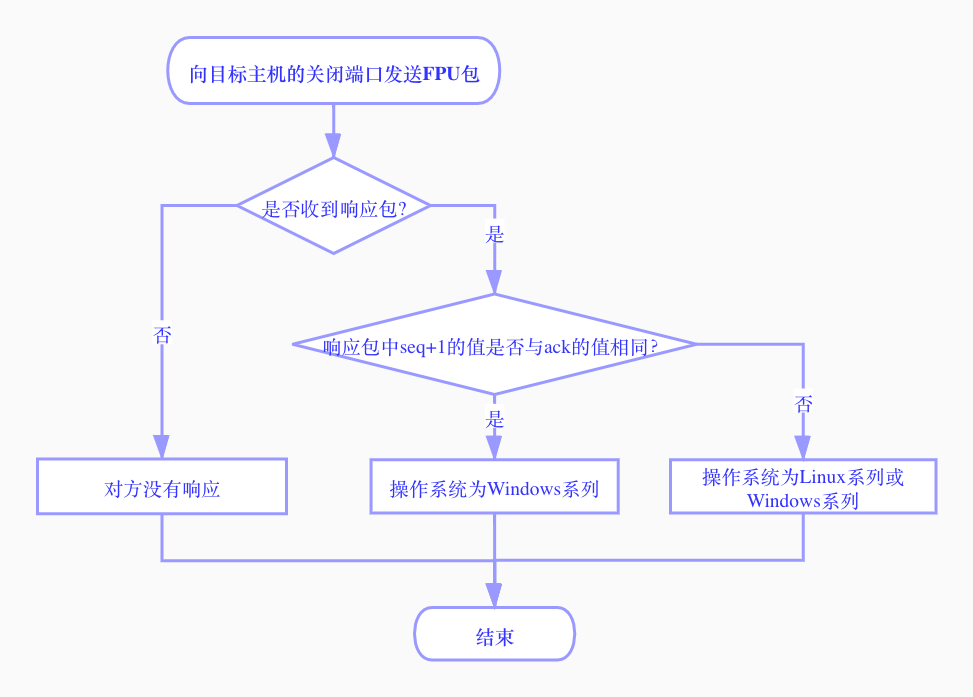 向目标主机的关闭端口发送FPU包
是否收到响应包?
是
否
响应包中seq+1的值是否与ack的值相同?
是
否
对方没有响应
操作系统为Windows系列
操作系统为Linux系列或
Windows系列
结束